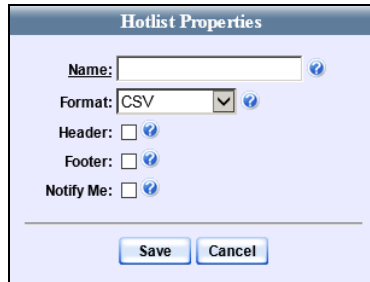 Hotlist Properties
Name:
Format: CSV
Header:
Footer:
Notify Me:
Save Cancel